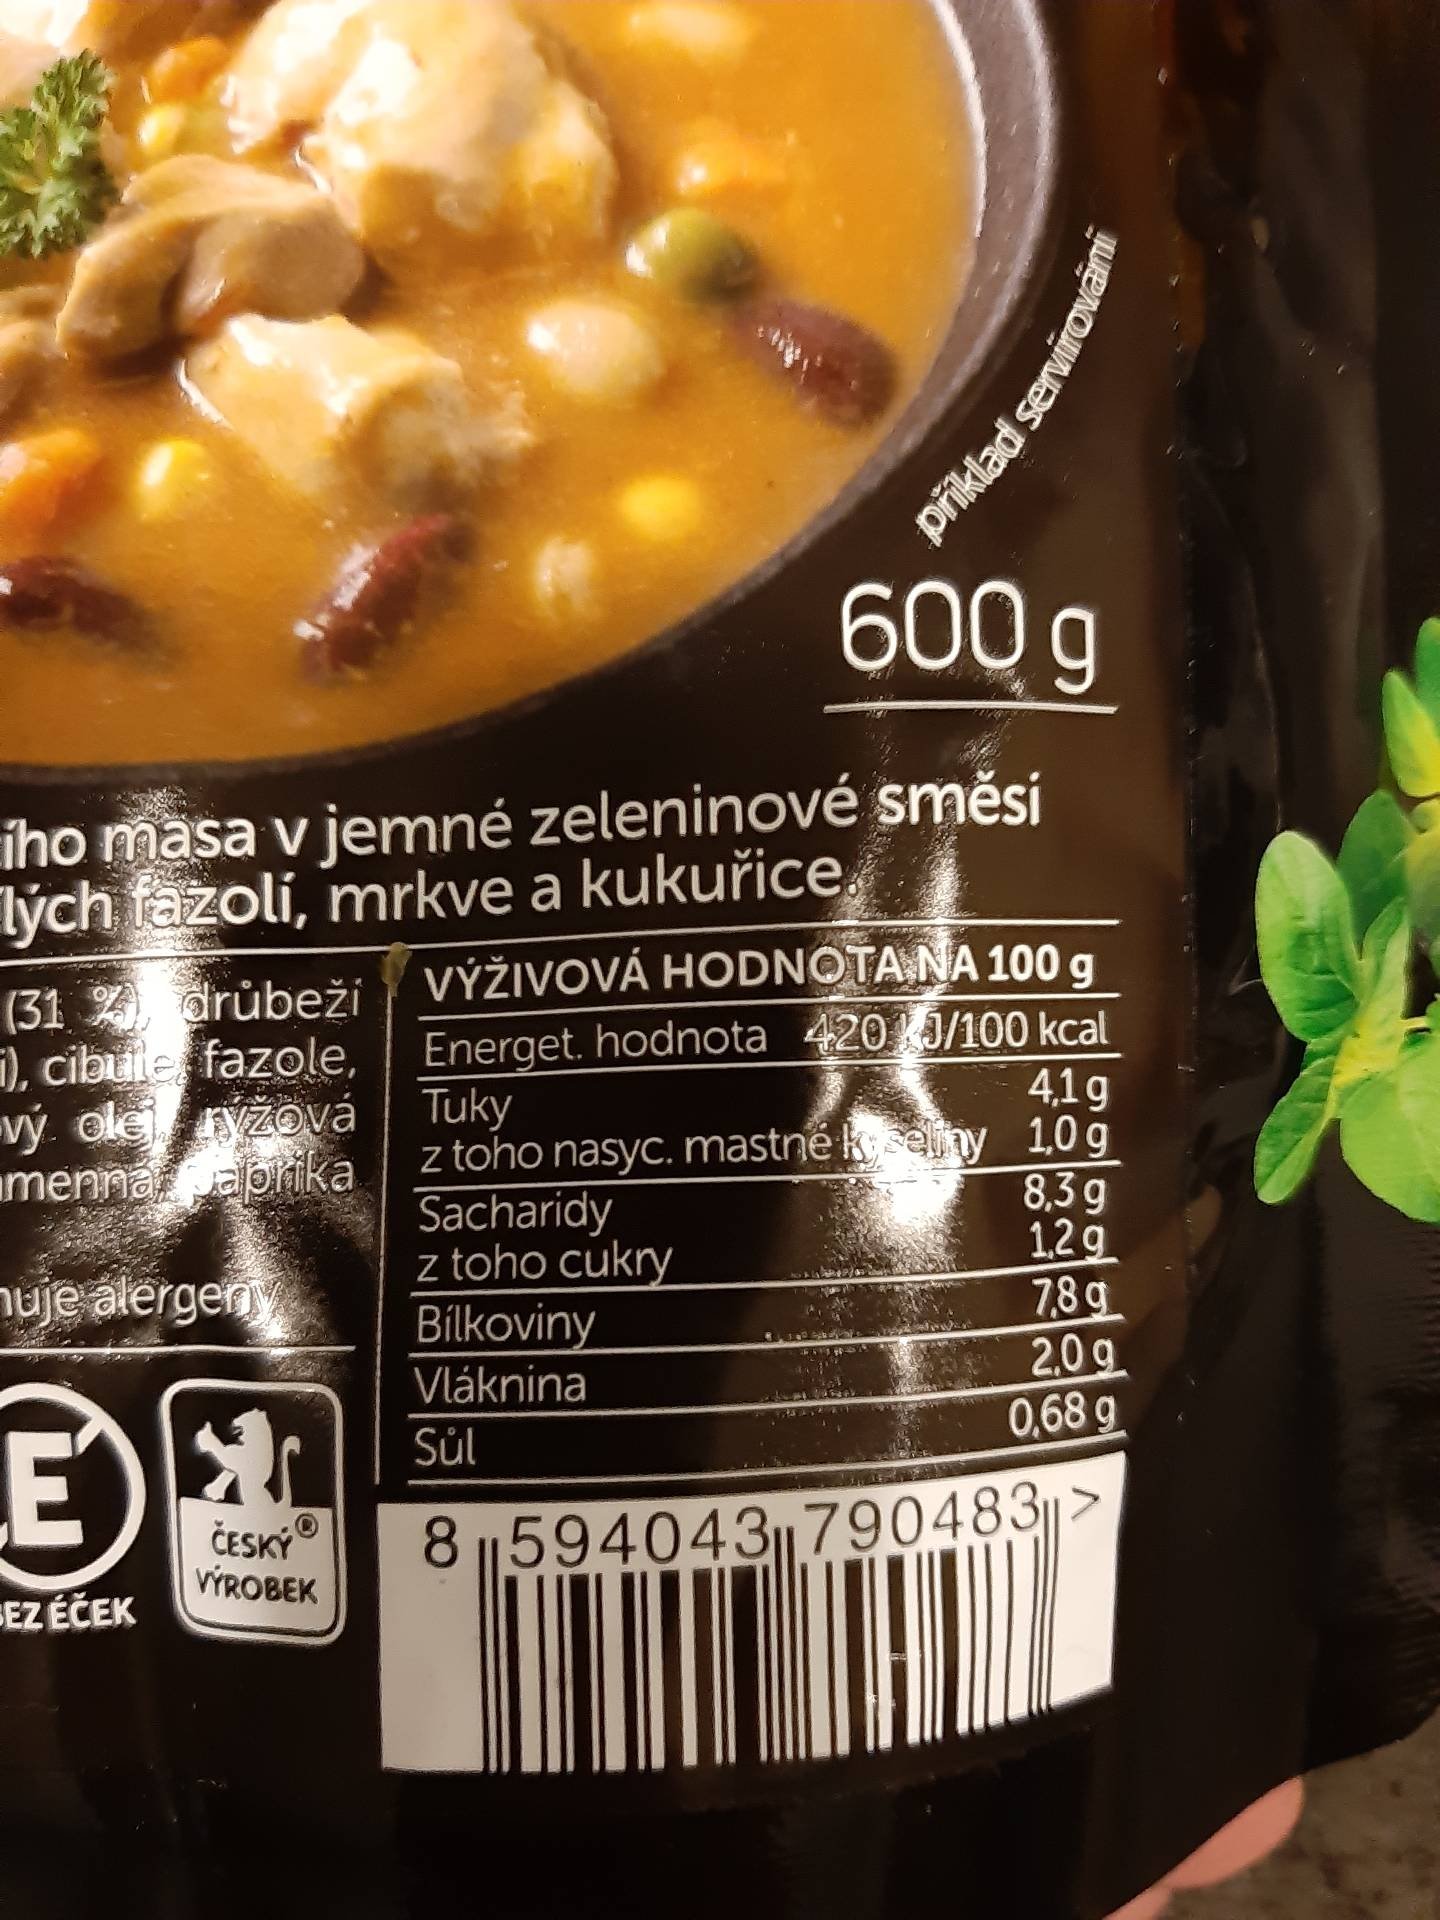 příklad servírování
600 g
ího masa v jemné zeleninové směsi
lých fazolí, mrkve a kukuřice.
(31 %), drůbeží
cibule, fazole,
vý olej, rýžová
paprika
alergeny
E
BEZ ÉČEK
ČESKÝ®
VÝROBEK
VÝŽIVOVÁ HODNOTA NA 100 g
Energet. hodnota 420 kJ/100 kcal
Tuky 4,1 g
z toho nasyc. mastné kyseliny 1,0 g
Sacharidy 8,3 g
z toho cukry 1,2 g
Bílkoviny 7,8 g
Vláknina 2,0 g
Sůl 0,68 g
8 594043 790483 >